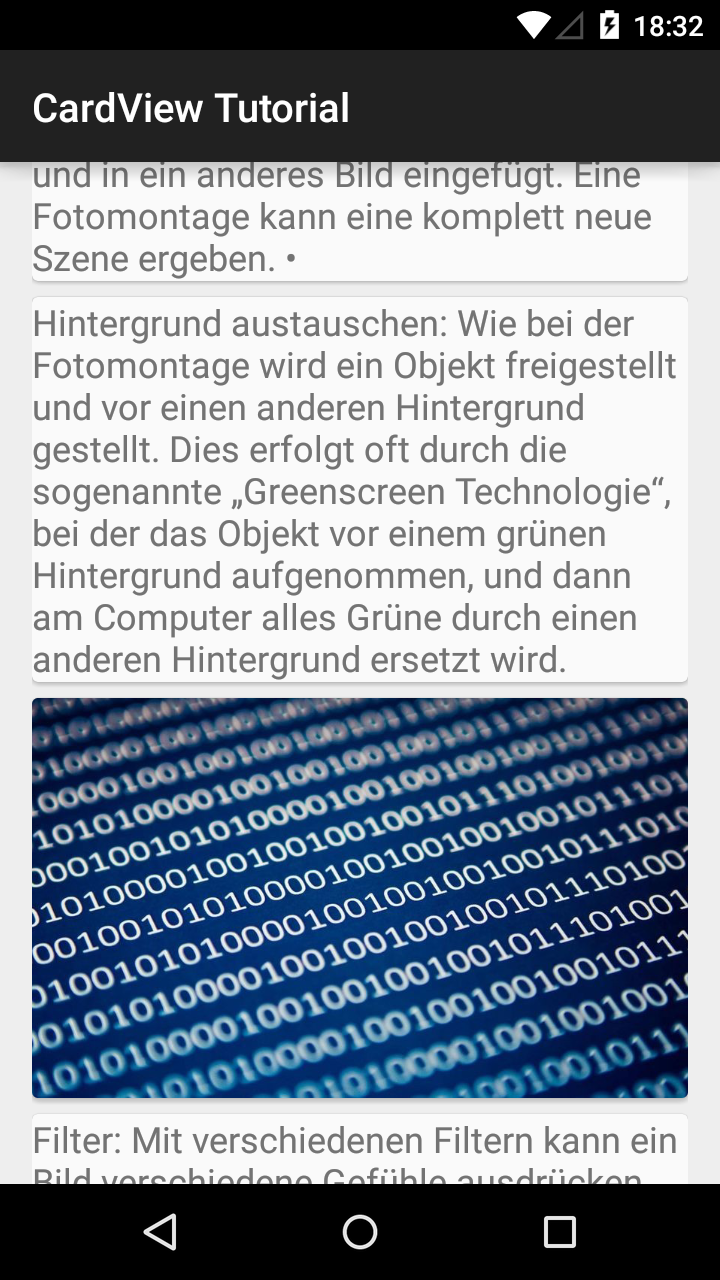 18:32
CardView Tutorial
und in ein anderes Bild eingefügt. Eine
Fotomontage kann eine komplett neue
Szene ergeben. •
Hintergrund austauschen: Wie bei der
Fotomontage wird ein Objekt freigestellt
und vor einen anderen Hintergrund
gestellt. Dies erfolgt oft durch die
sogenannte „Greenscreen Technologie“,
bei der das Objekt vor einem grünen
Hintergrund aufgenommen, und dann
am Computer alles Grüne durch einen
anderen Hintergrund ersetzt wird.
Filter: Mit verschiedenen Filtern kann ein
Bild verschiedene Gefühle ausdrücken